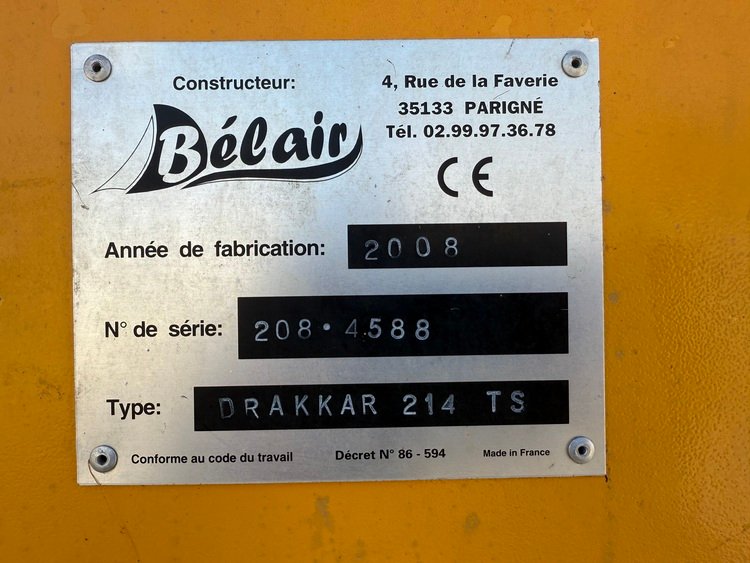 Constructeur:
Bélair
4, Rue de la Faverie
35133 PARIGNÉ
Tél. 02.99.97.36.78
CE
Année de fabrication: 2008
N° de série: 208 • 4588
Type: DRAKKAR 214 TS
Conforme au code du travail Décret N° 86 - 594 Made in France